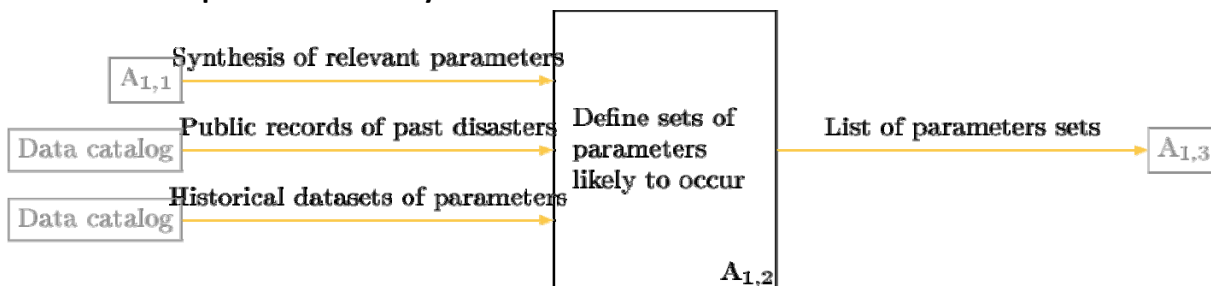 Synthesis of relevant parameters
A1,1
Public records of past disasters
Data catalog
Historical datasets of parameters
Data catalog
Define sets of
parameters
likely to occur
A1,2
List of parameters sets
A1,3